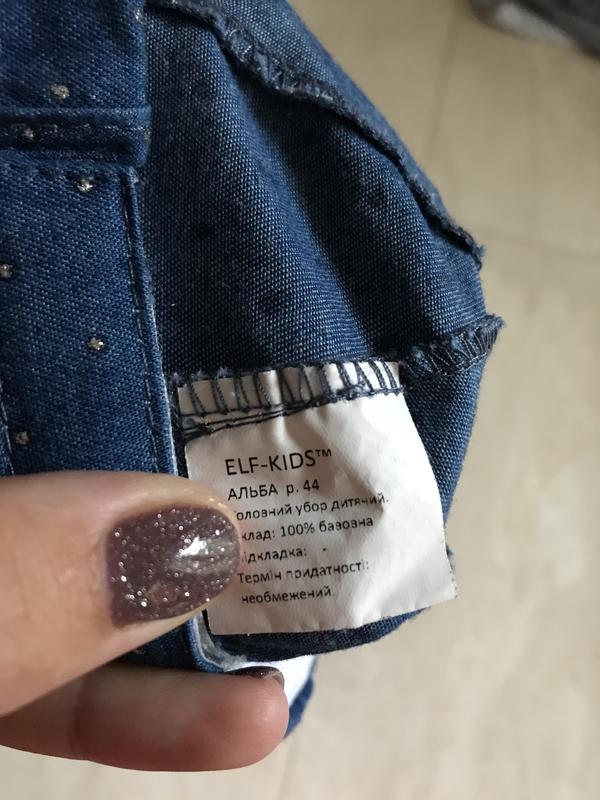 ELF-KIDS™
АЛЬБА р. 44
оловний убор дитячий.
клад: 100% бавовна
ідкладка: -
Термін придатності:
необмежений.